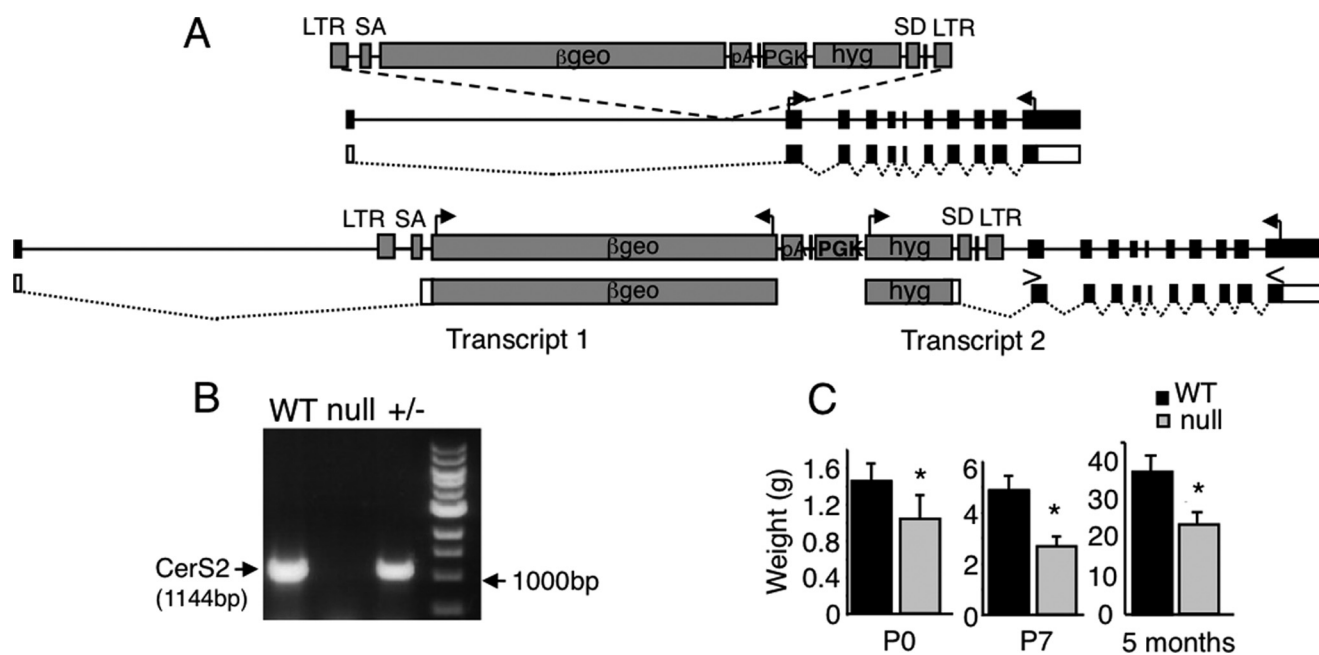 A
LTR SA SD LTR
βgeo pA PGK hyg
LTR SA SD LTR
βgeo pA PGK hyg
> <
βgeo hyg
Transcript 1 Transcript 2
B
WT null +/-
CerS2
(1144bp)
1000bp
C
WT
null
Weight (g)
1.6
1.2
0.8
0.4
0
*
P0
6
4
2
0
*
P7
40
30
20
10
0
*
5 months